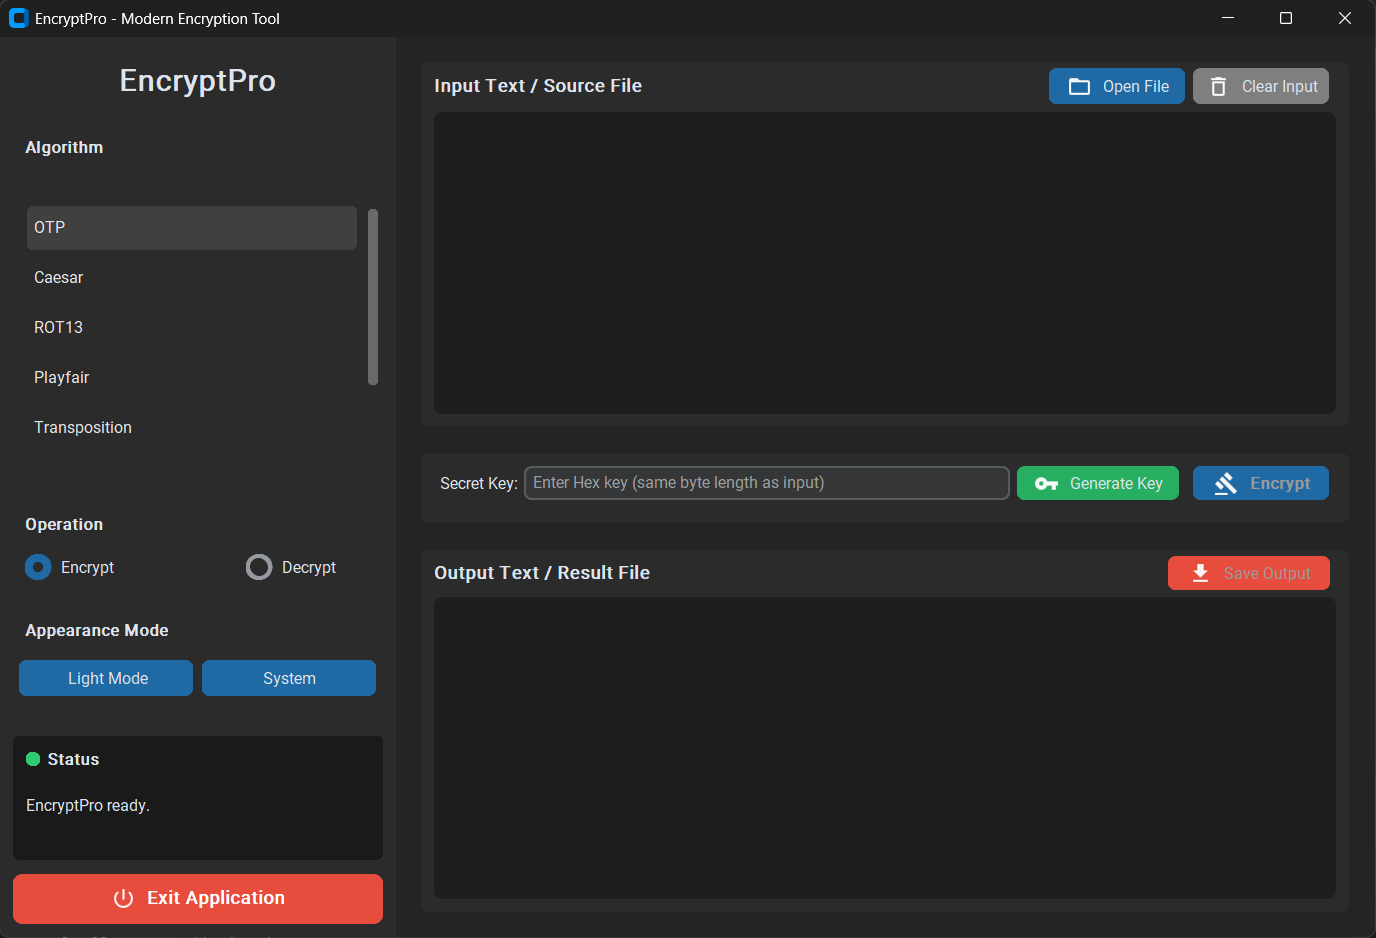 EncryptPro - Modern Encryption Tool
EncryptPro
Algorithm
OTP
Caesar
ROT13
Playfair
Transposition
Operation
Encrypt
Decrypt
Appearance Mode
Light Mode
System
Status
EncryptPro ready.
Exit Application
Input Text / Source File
Open File
Clear Input
Secret Key:
Enter Hex key (same byte length as input)
Generate Key
Encrypt
Output Text / Result File
Save Output